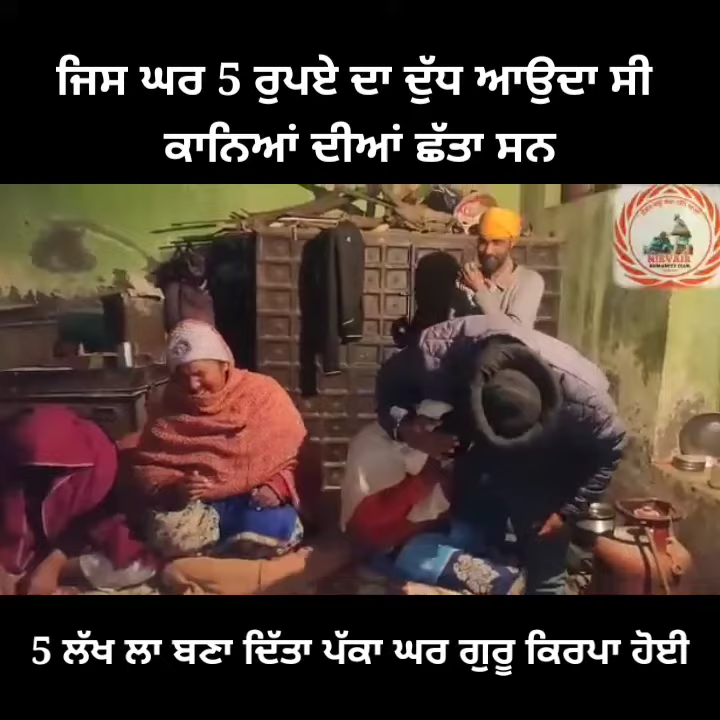 ਜਿਸ ਘਰ 5 ਰੁਪਏ ਦਾ ਦੁੱਧ ਆਉਦਾ ਸੀ
ਕਾਨਿਆਂ ਦੀਆਂ ਛੱਤਾ ਸਨ
NIRVAIR
5 ਲੱਖ ਲਾ ਬਣਾ ਦਿੱਤਾ ਪੱਕਾ ਘਰ ਗੁਰੂ ਕਿਰਪਾ ਹੋਈ